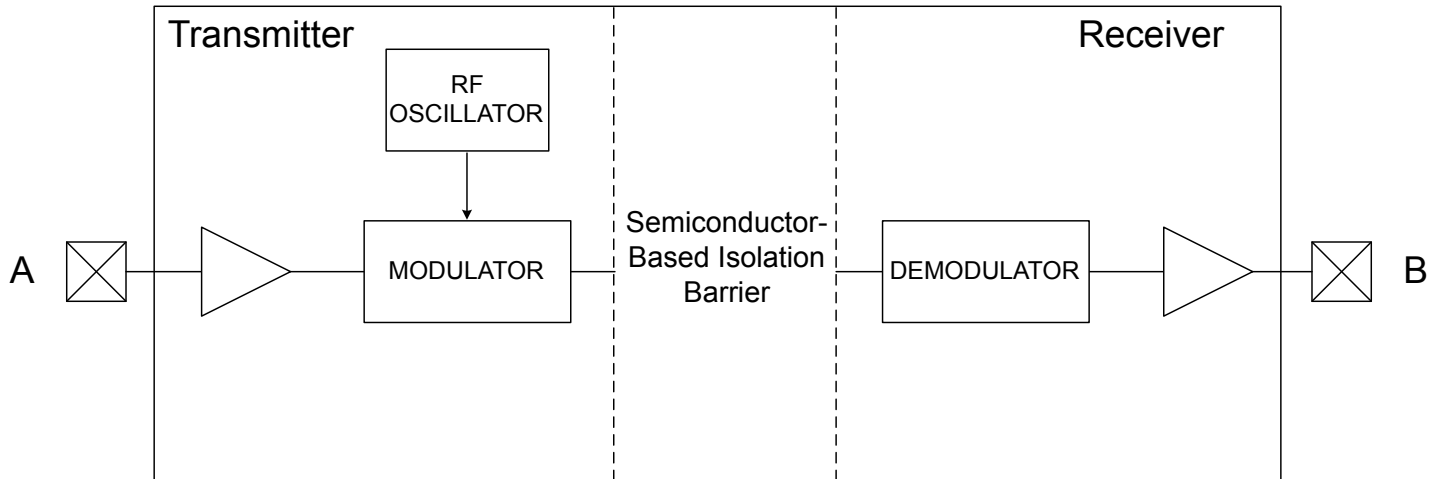 Transmitter
Receiver
RF
OSCILLATOR
A
MODULATOR
Semiconductor-
Based Isolation
Barrier
DEMODULATOR
B